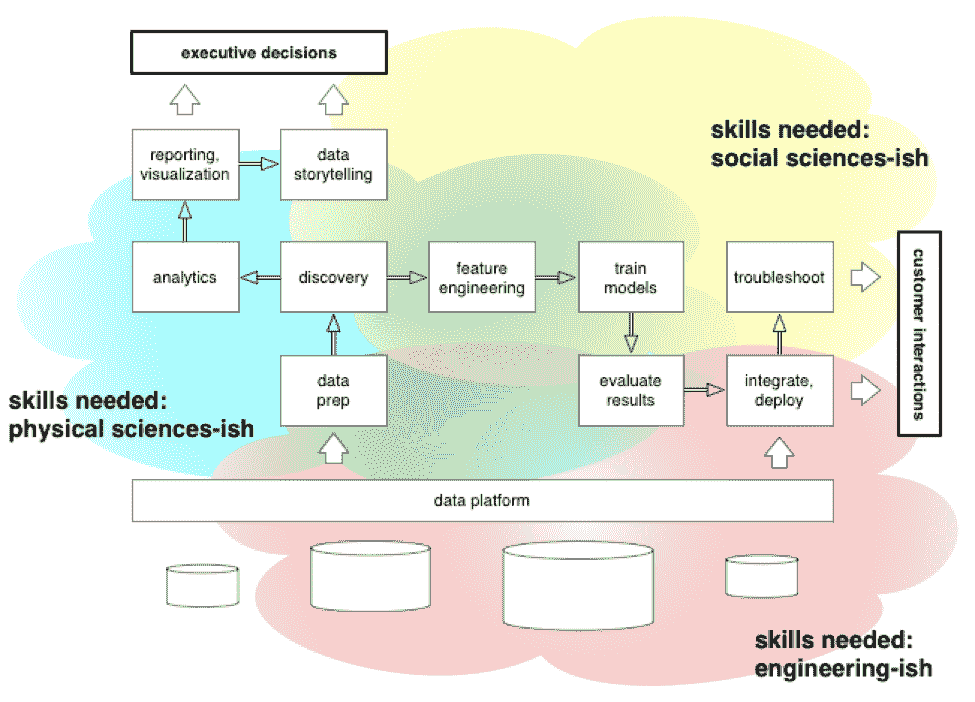 executive decisions
reporting,
visualization
data
storytelling
skills needed:
social sciences-ish
analytics
discovery
feature
engineering
train
models
troubleshoot
customer interactions
data
prep
evaluate
results
integrate,
deploy
skills needed:
physical sciences-ish
data platform
skills needed:
engineering-ish